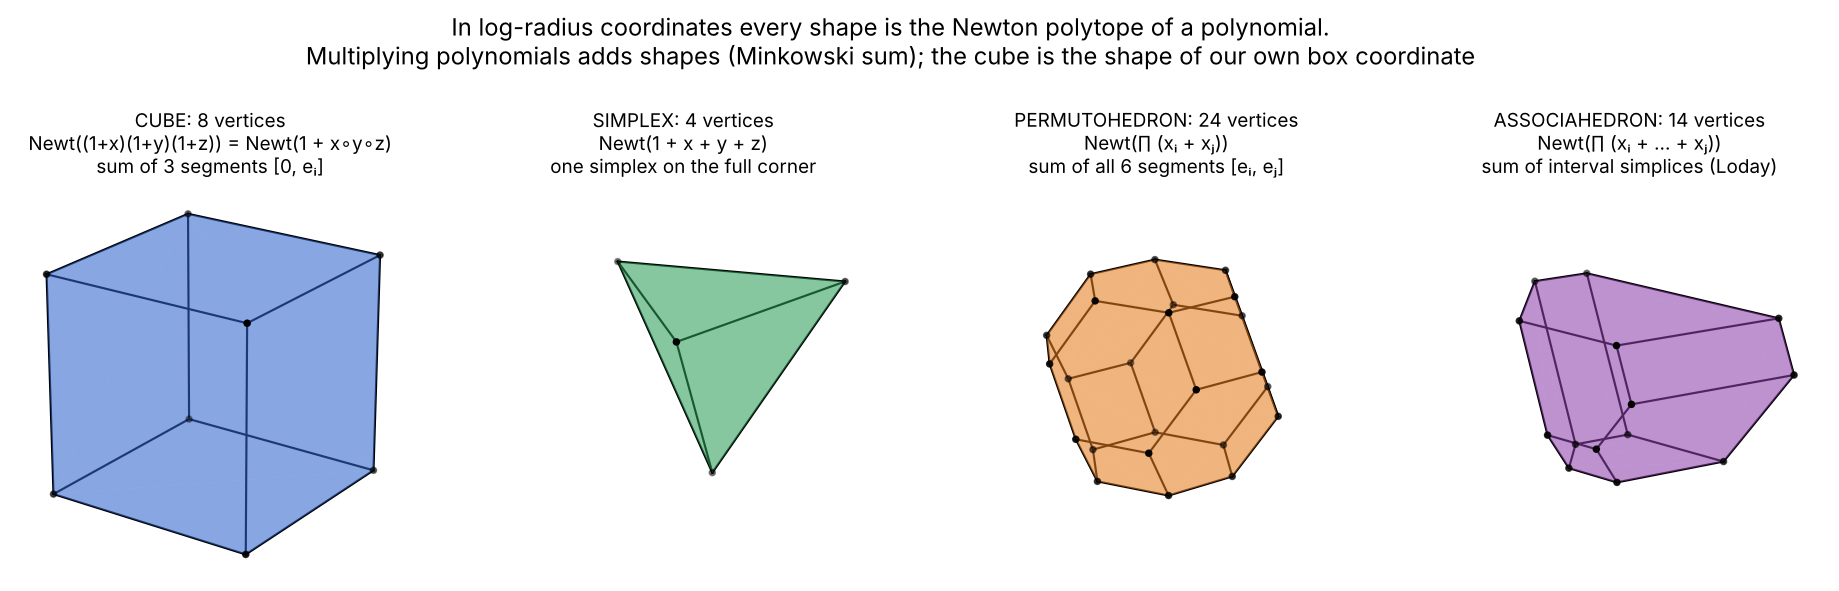 In log-radius coordinates every shape is the Newton polytope of a polynomial.
Multiplying polynomials adds shapes (Minkowski sum); the cube is the shape of our own box coordinate
CUBE: 8 vertices
Newt((1+x)(1+y)(1+z)) = Newt(1 + x∘y∘z)
sum of 3 segments [0, eᵢ]
SIMPLEX: 4 vertices
Newt(1 + x + y + z)
one simplex on the full corner
PERMUTOHEDRON: 24 vertices
Newt(∏ (xᵢ + xⱼ))
sum of all 6 segments [eᵢ, eⱼ]
ASSOCIAHEDRON: 14 vertices
Newt(∏ (xᵢ + ... + xⱼ))
sum of interval simplices (Loday)